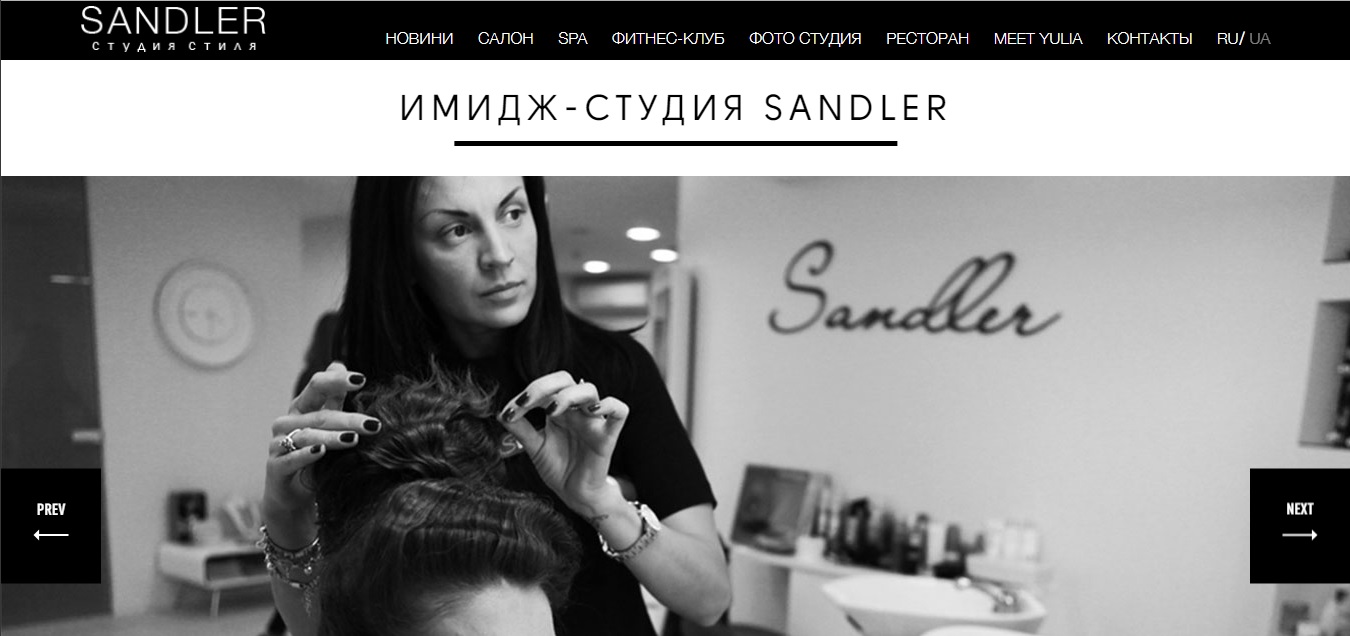 SANDLER
СТУДИЯ СТИЛЯ
НОВИНИ САЛОН SPA ФИТНЕС-КЛУБ ФОТО СТУДИЯ РЕСТОРАН MEET YULIA КОНТАКТЫ RU/ UA
ИМИДЖ-СТУДИЯ SANDLER
Sandler
PREV
NEXT